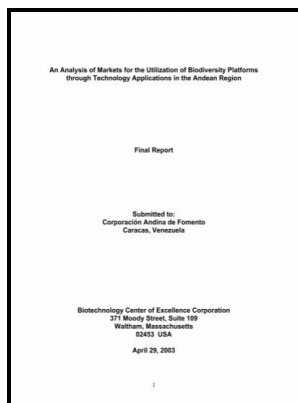 An Analysis of Markets for the Utilization of Biodiversity Platforms
through Technology Applications in the Andean Region
Final Report
Submitted to:
Corporación Andina de Fomento
Caracas, Venezuela
Biotechnology Center of Excellence Corporation
371 Moody Street, Suite 109
Waltham, Massachusetts
02453 USA
April 29, 2003